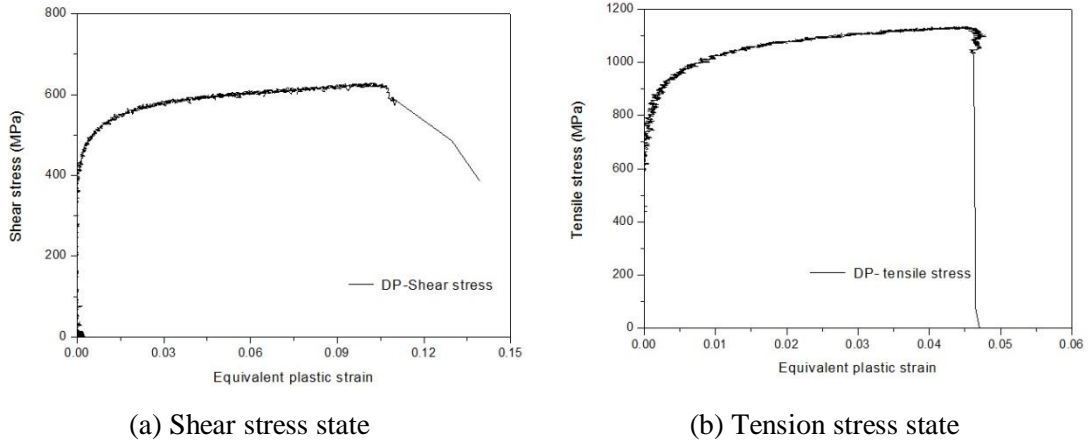 800
600
400
200
0
Shear stress (MPa)
DP-Shear stress
0.00 0.03 0.06 0.09 0.12 0.15
Equivalent plastic strain
(a) Shear stress state
1200
1000
800
600
400
200
0
Tensile stress (MPa)
DP- tensile stress
0.00 0.01 0.02 0.03 0.04 0.05 0.06
Equivalent plastic strain
(b) Tension stress state